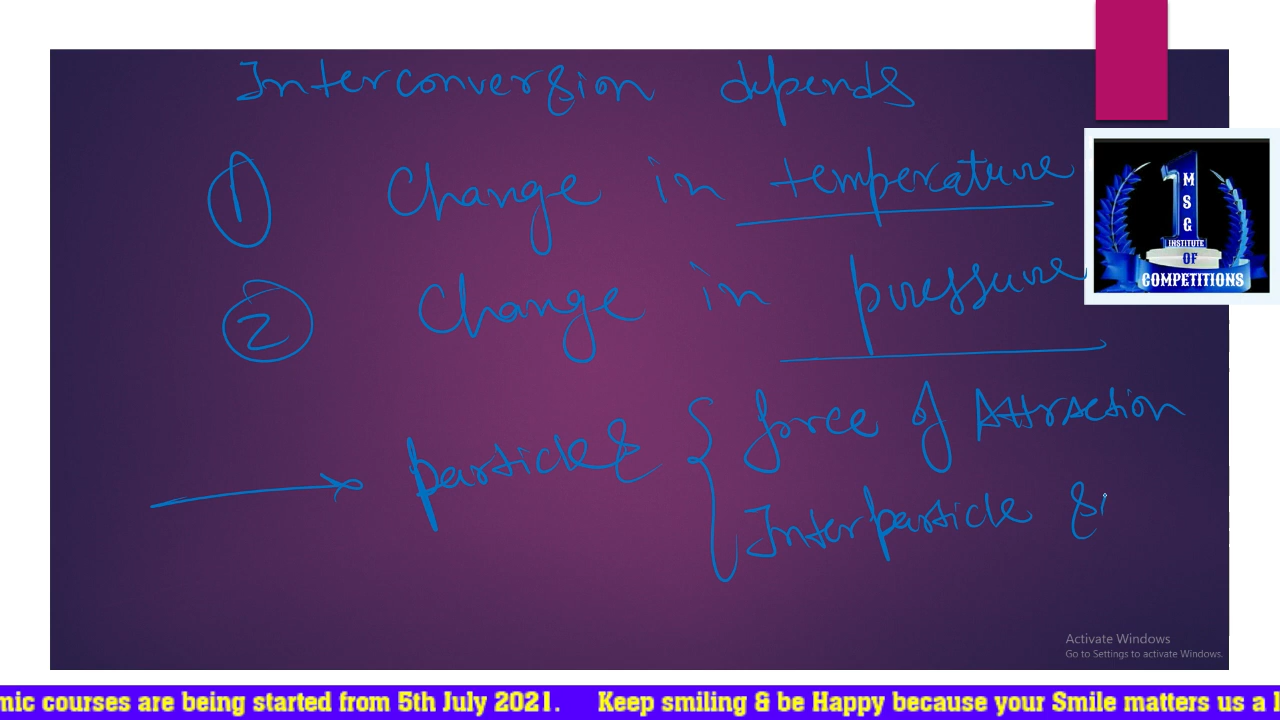 Interconversion depends
① Change in temperature
② Change in pressure
→ particles { force of Attraction
Interparticle
MSG
1
INSTITUTE
OF
COMPETITIONS
Activate Windows
Go to Settings to activate Windows.
mic courses are being started from 5th July 2021. Keep smiling & be Happy because your Smile matters us a